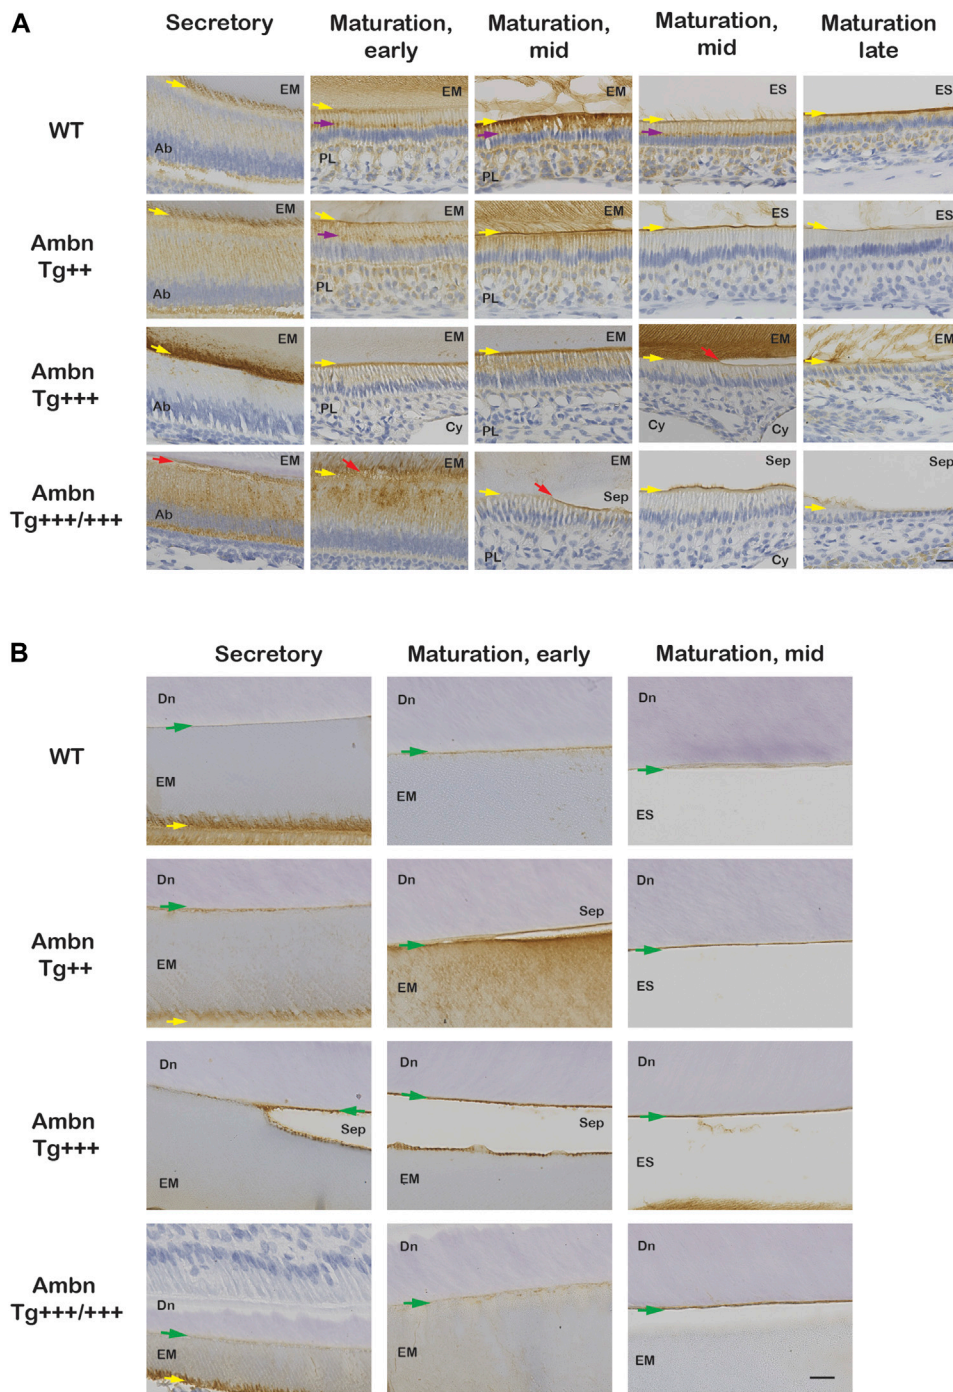 A
Secretory
Maturation,
early
Maturation,
mid
Maturation,
mid
Maturation
late
WT
EM
Ab
EM
PL
EM
PL
ES
ES
Ambn
Tg++
EM
Ab
EM
PL
EM
PL
ES
ES
Ambn
Tg+++
EM
Ab
EM
PL
Cy
EM
PL
EM
Cy
Cy
EM
Ambn
Tg+++/+++
EM
Ab
EM
EM
Sep
PL
Sep
Cy
Sep
B
Secretory
Maturation, early
Maturation, mid
WT
Dn
EM
Dn
EM
Dn
ES
Ambn
Tg++
Dn
EM
Dn
Sep
EM
Dn
ES
Ambn
Tg+++
Dn
Sep
EM
Dn
Sep
EM
Dn
ES
Ambn
Tg+++/+++
Dn
EM
Dn
EM
Dn
EM